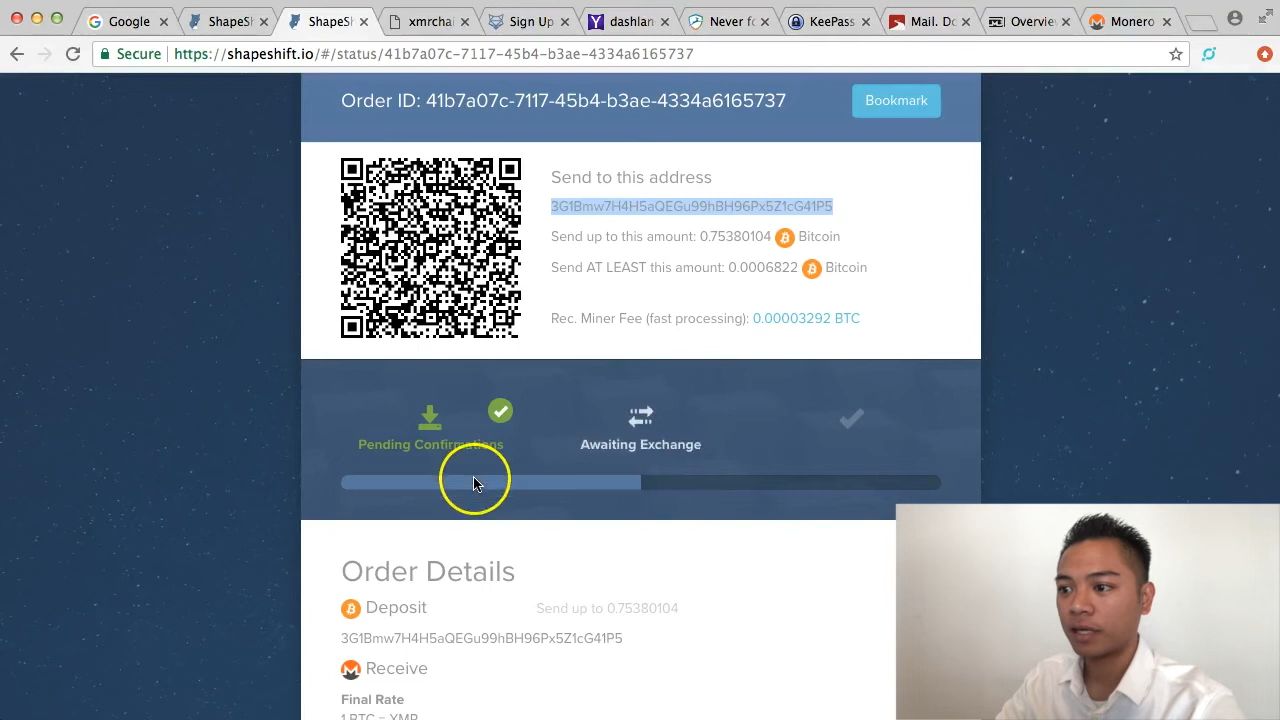 Google
ShapeSh
ShapeSh
xmrchai
Sign Up
dashlan
Never fo
KeePass
Mail. Do
Overvie
Monero
Secure https://shapeshift.io/#/status/41b7a07c-7117-45b4-b3ae-4334a6165737
Order ID: 41b7a07c-7117-45b4-b3ae-4334a6165737
Bookmark
Send to this address
3G1Bmw7H4H5aQEGu99hBH96Px5Z1cG41P5
Send up to this amount: 0.75380104 Bitcoin
Send AT LEAST this amount: 0.0006822 Bitcoin
Rec. Miner Fee (fast processing): 0.00003292 BTC
Pending Confirmations
Awaiting Exchange
Order Details
Deposit
Send up to 0.75380104
3G1Bmw7H4H5aQEGu99hBH96Px5Z1cG41P5
Receive
Final Rate
1 BTC = XMR